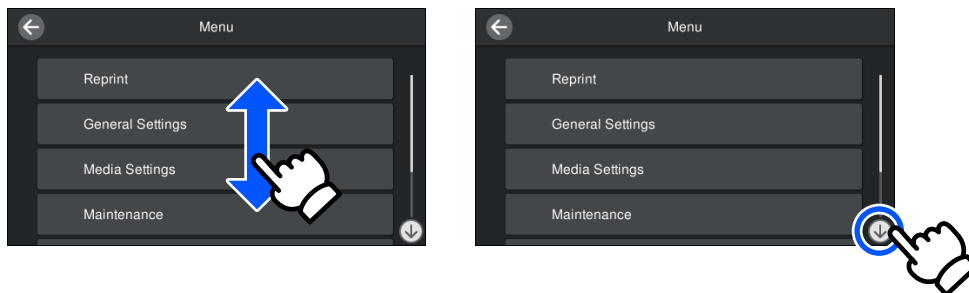 Menu
Reprint
General Settings
Media Settings
Maintenance
Menu
Reprint
General Settings
Media Settings
Maintenance